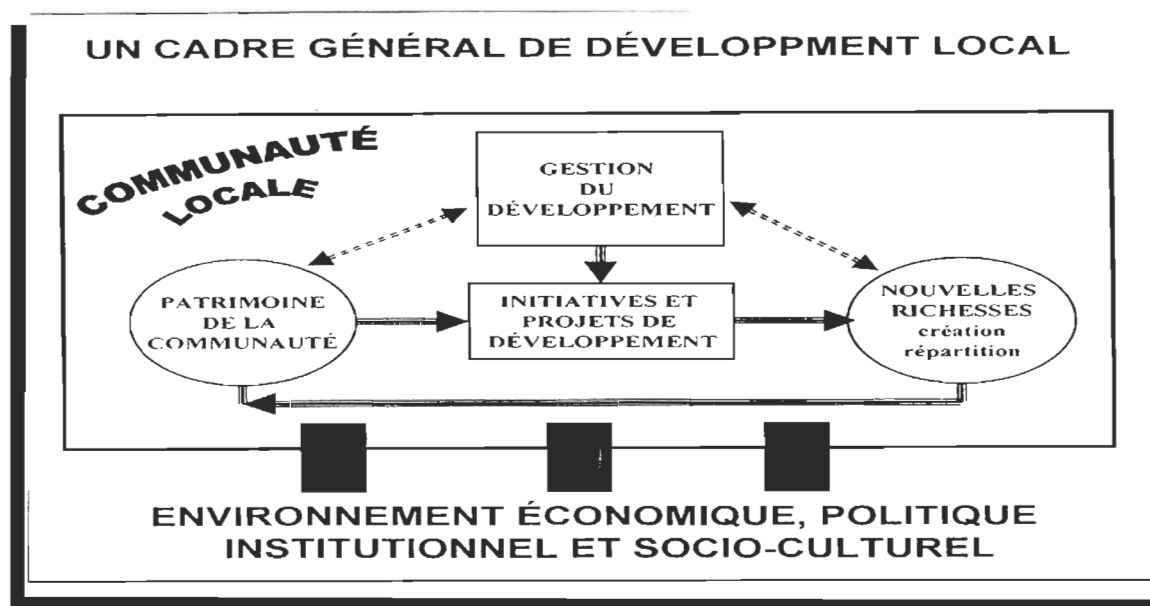 UN CADRE GÉNÉRAL DE DÉVELOPPMENT LOCAL
COMMUNAUTÉ
LOCALE
GESTION
DU
DÉVELOPPEMENT
PATRIMOINE
DE LA
COMMUNAUTÉ
INITIATIVES ET
PROJETS DE
DÉVELOPPEMENT
NOUVELLES
RICHESSES
création
répartition
ENVIRONNEMENT ÉCONOMIQUE, POLITIQUE
INSTITUTIONNEL ET SOCIO-CULTUREL